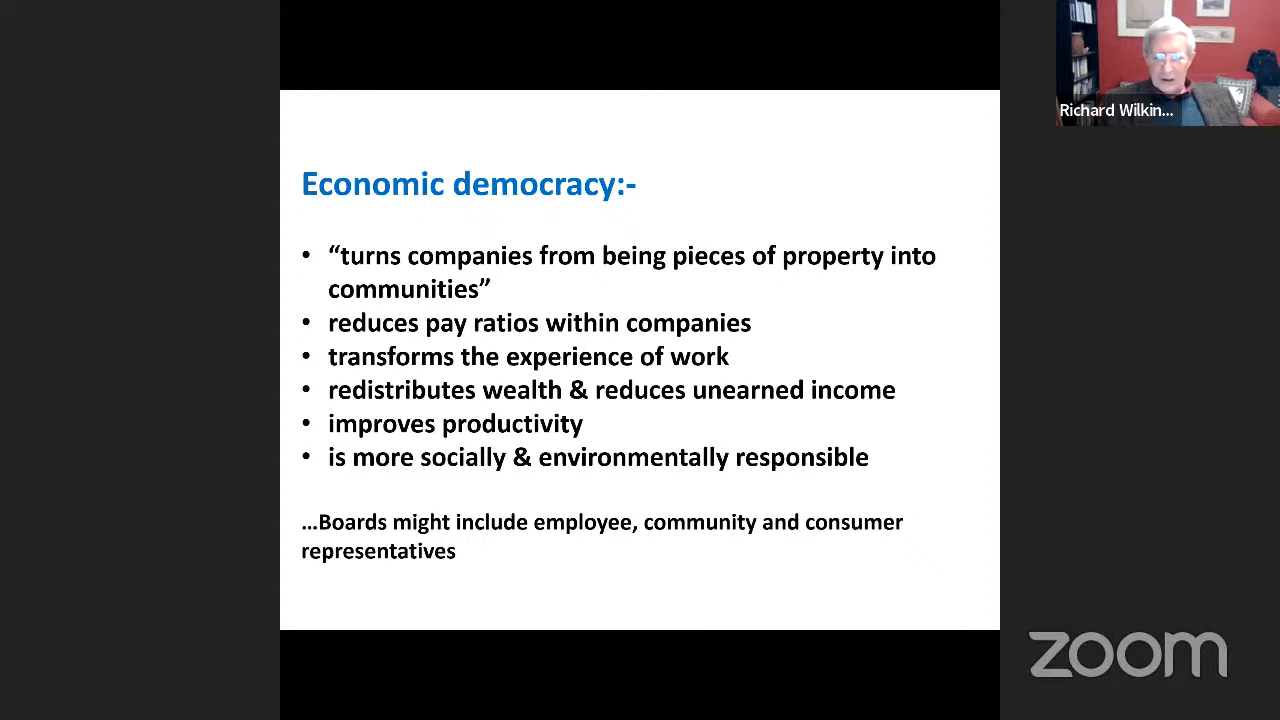 Richard Wilkin...
Economic democracy:-
• “turns companies from being pieces of property into
communities”
• reduces pay ratios within companies
• transforms the experience of work
• redistributes wealth & reduces unearned income
• improves productivity
• is more socially & environmentally responsible
…Boards might include employee, community and consumer
representatives
zoom